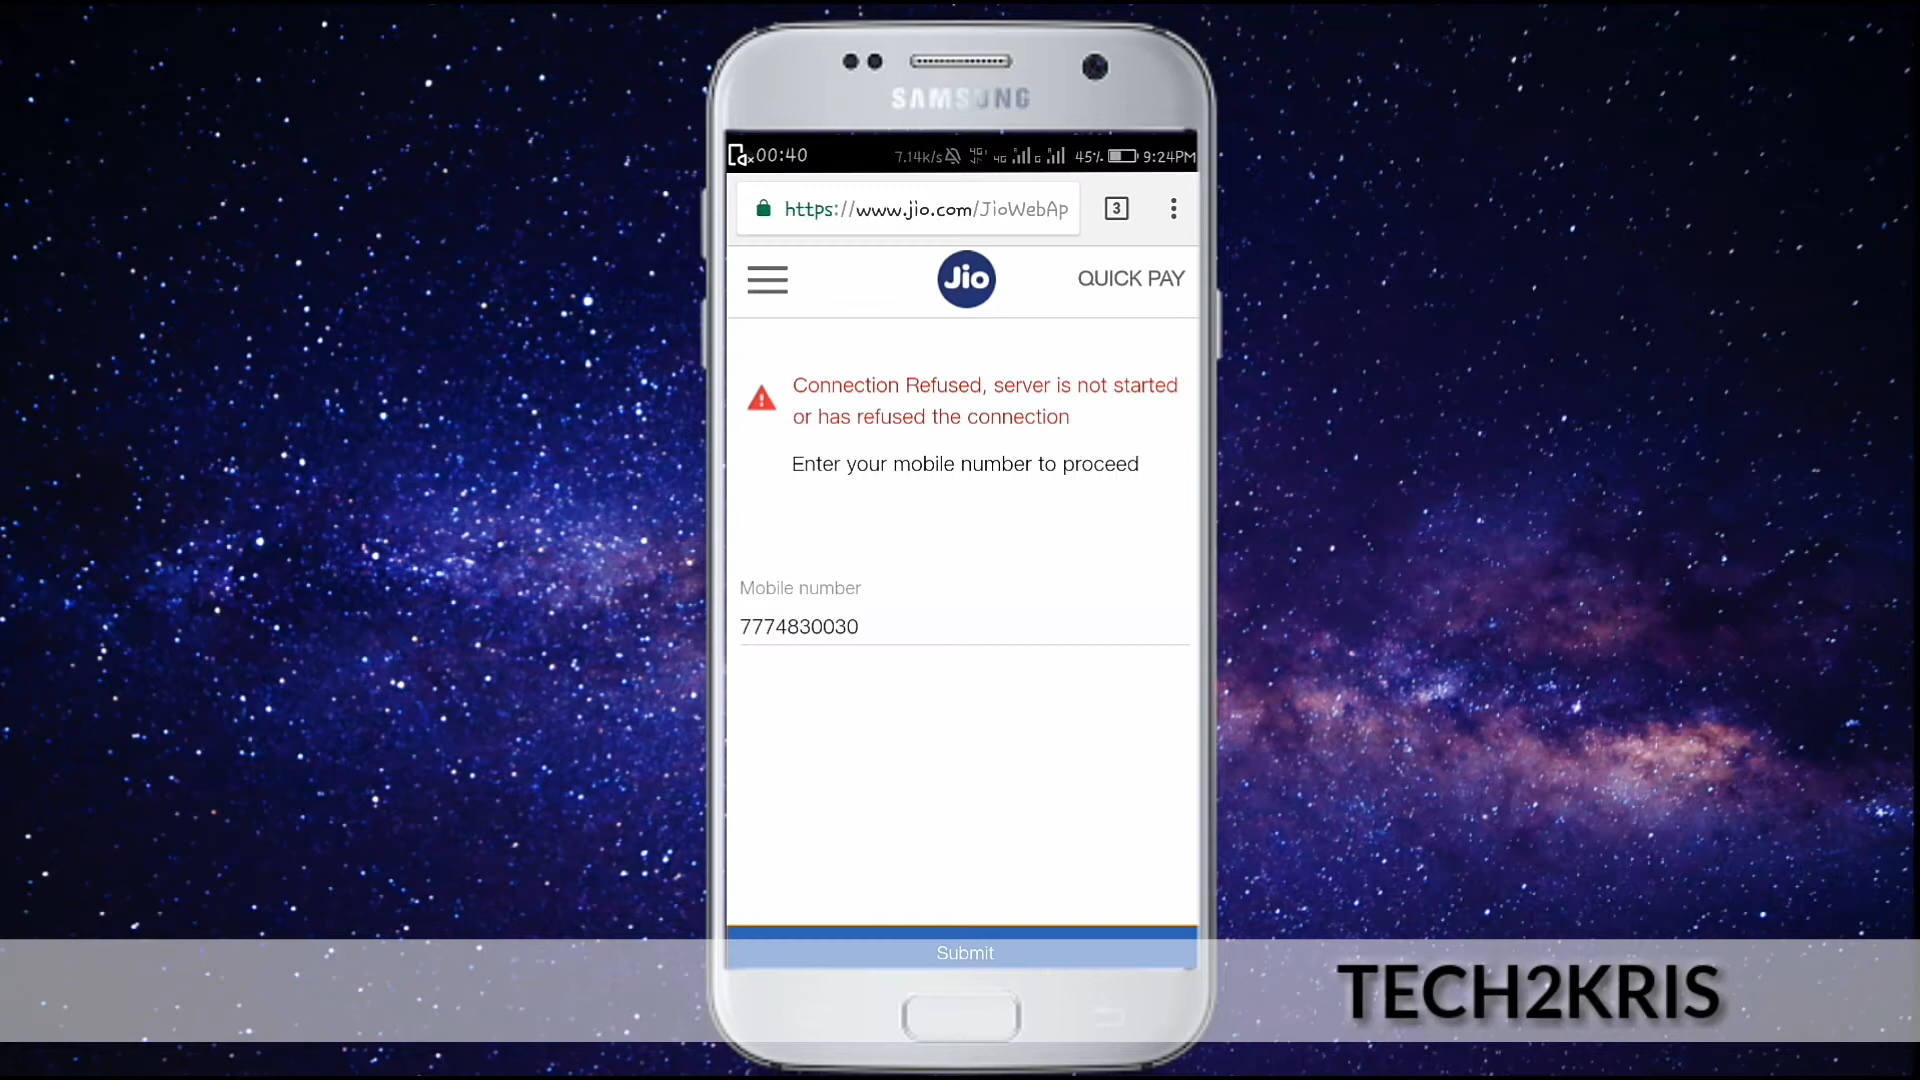 SAMSUNG
00:40 7.14k/s 4G G 45% 9:24PM
https://www.jio.com/JioWebAp 3
Jio QUICK PAY
Connection Refused, server is not started
or has refused the connection
Enter your mobile number to proceed
Mobile number
7774830030
Submit
TECH2KRIS